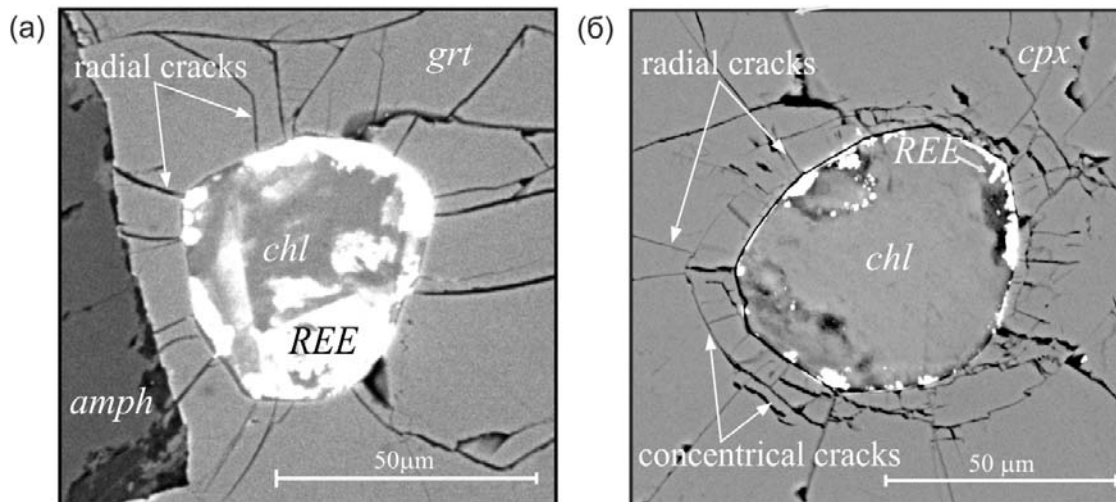 (а)
grt
radial cracks
chl
REE
amph
50μm
(б)
cpx
radial cracks
REE
chl
concentrical cracks
50 μm